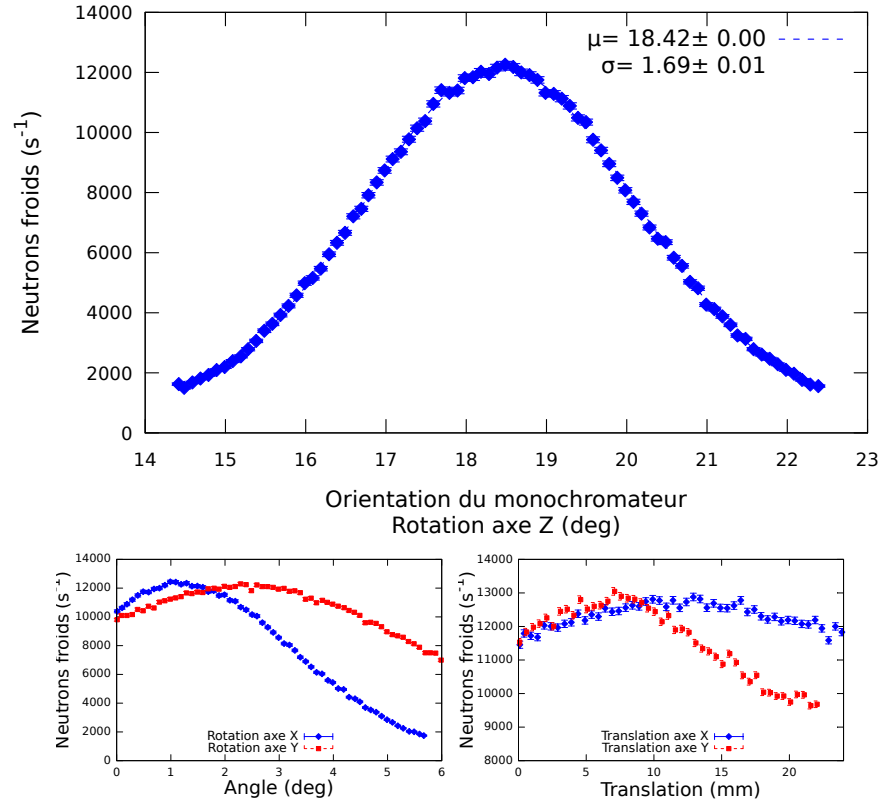 μ= 18.42± 0.00
σ= 1.69± 0.01
Neutrons froids (s⁻¹)
14000
12000
10000
8000
6000
4000
2000
0
14 15 16 17 18 19 20 21 22 23
Orientation du monochromateur
Rotation axe Z (deg)
Neutrons froids (s⁻¹)
14000
12000
10000
8000
6000
4000
2000
0
Rotation axe X
Rotation axe Y
0 1 2 3 4 5 6
Angle (deg)
Neutrons froids (s⁻¹)
14000
13000
12000
11000
10000
9000
8000
Translation axe X
Translation axe Y
0 5 10 15 20
Translation (mm)